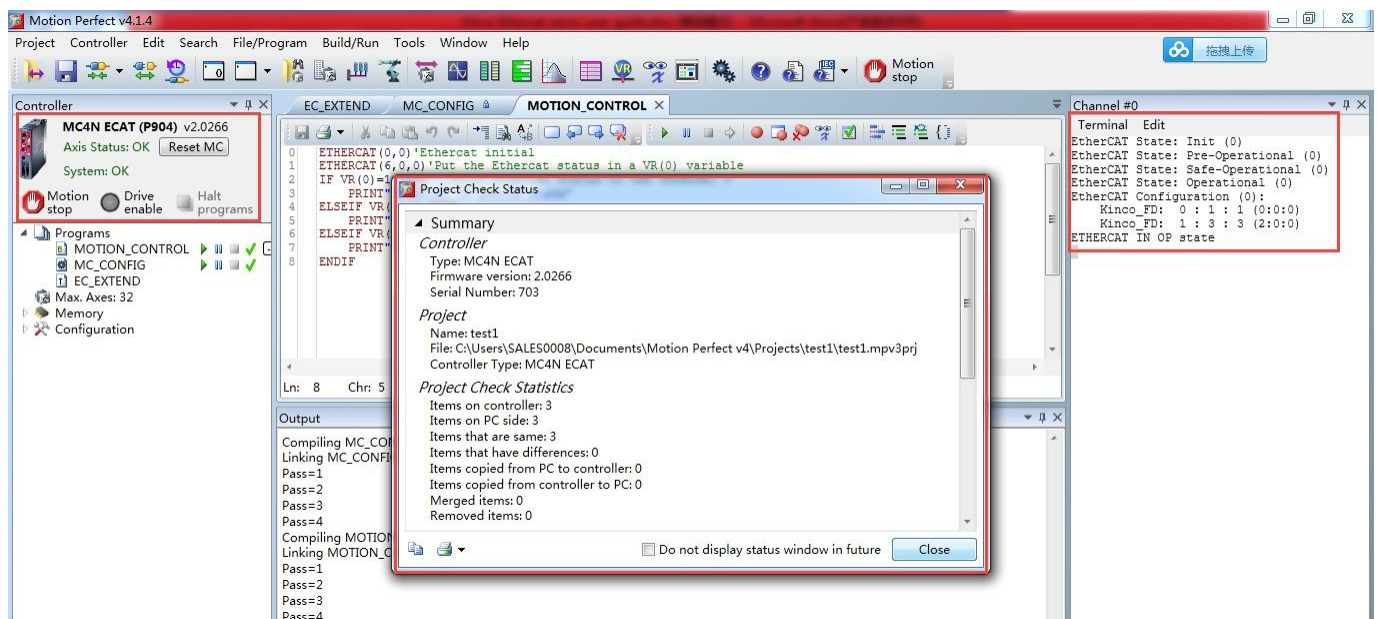 Motion Perfect v4.1.4
Project Controller Edit Search File/Program Build/Run Tools Window Help
拖拽上传
Motion stop
Controller
MC4N ECAT (P904) v2.0266
Axis Status: OK Reset MC
System: OK
Motion stop Drive enable Halt programs
Programs
MOTION_CONTROL
MC_CONFIG
EC_EXTEND
Max. Axes: 32
Memory
Configuration
EC_EXTEND MC_CONFIG MOTION_CONTROL
0 ETHERCAT(0,0)'Ethercat initial
1 ETHERCAT(6,0,0)'Put the Ethercat status in a VR(0) variable
2 IF VR(0)=1
3 PRINT"
4 ELSEIF VR(
5 PRINT"
6 ELSEIF VR(
7 PRINT"
8 ENDIF
Ln: 8 Chr: 5
Output
Compiling MC_CO
Linking MC_CONFI
Pass=1
Pass=2
Pass=3
Pass=4
Compiling MOTION
Linking MOTION_C
Pass=1
Pass=2
Pass=3
Pass=4
Project Check Status
Summary
Controller
Type: MC4N ECAT
Firmware version: 2.0266
Serial Number: 703
Project
Name: test1
File: C:\Users\SALES0008\Documents\Motion Perfect v4\Projects\test1\test1.mpv3prj
Controller Type: MC4N ECAT
Project Check Statistics
Items on controller: 3
Items on PC side: 3
Items that are same: 3
Items that have differences: 0
Items copied from PC to controller: 0
Items copied from controller to PC: 0
Merged items: 0
Removed items: 0
Do not display status window in future Close
Channel #0
Terminal Edit
EtherCAT State: Init (0)
EtherCAT State: Pre-Operational (0)
EtherCAT State: Safe-Operational (0)
EtherCAT State: Operational (0)
EtherCAT Configuration (0):
Kinco_FD: 0 : 1 : 1 (0:0:0)
Kinco_FD: 1 : 3 : 3 (2:0:0)
ETHERCAT IN OP state